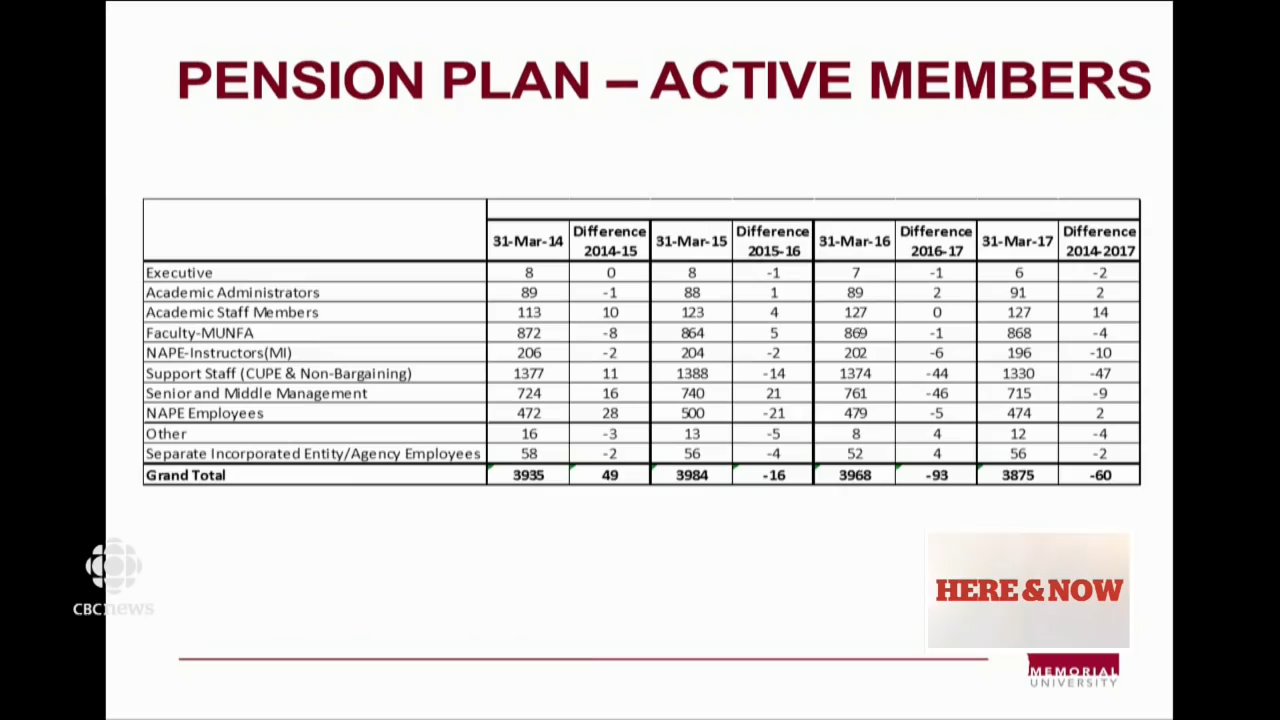 PENSION PLAN – ACTIVE MEMBERS
31-Mar-14 Difference 2014-15 31-Mar-15 Difference 2015-16 31-Mar-16 Difference 2016-17 31-Mar-17 Difference 2014-2017
Executive 8 0 8 -1 7 -1 6 -2
Academic Administrators 89 -1 88 1 89 2 91 2
Academic Staff Members 113 10 123 4 127 0 127 14
Faculty-MUNFA 872 -8 864 5 869 -1 868 -4
NAPE-Instructors(MI) 206 -2 204 -2 202 -6 196 -10
Support Staff (CUPE & Non-Bargaining) 1377 11 1388 -14 1374 -44 1330 -47
Senior and Middle Management 724 16 740 21 761 -46 715 -9
NAPE Employees 472 28 500 -21 479 -5 474 2
Other 16 -3 13 -5 8 4 12 -4
Separate Incorporated Entity/Agency Employees 58 -2 56 -4 52 4 56 -2
Grand Total 3935 49 3984 -16 3968 -93 3875 -60
CBCnews
HERE & NOW
MEMORIAL
UNIVERSITY